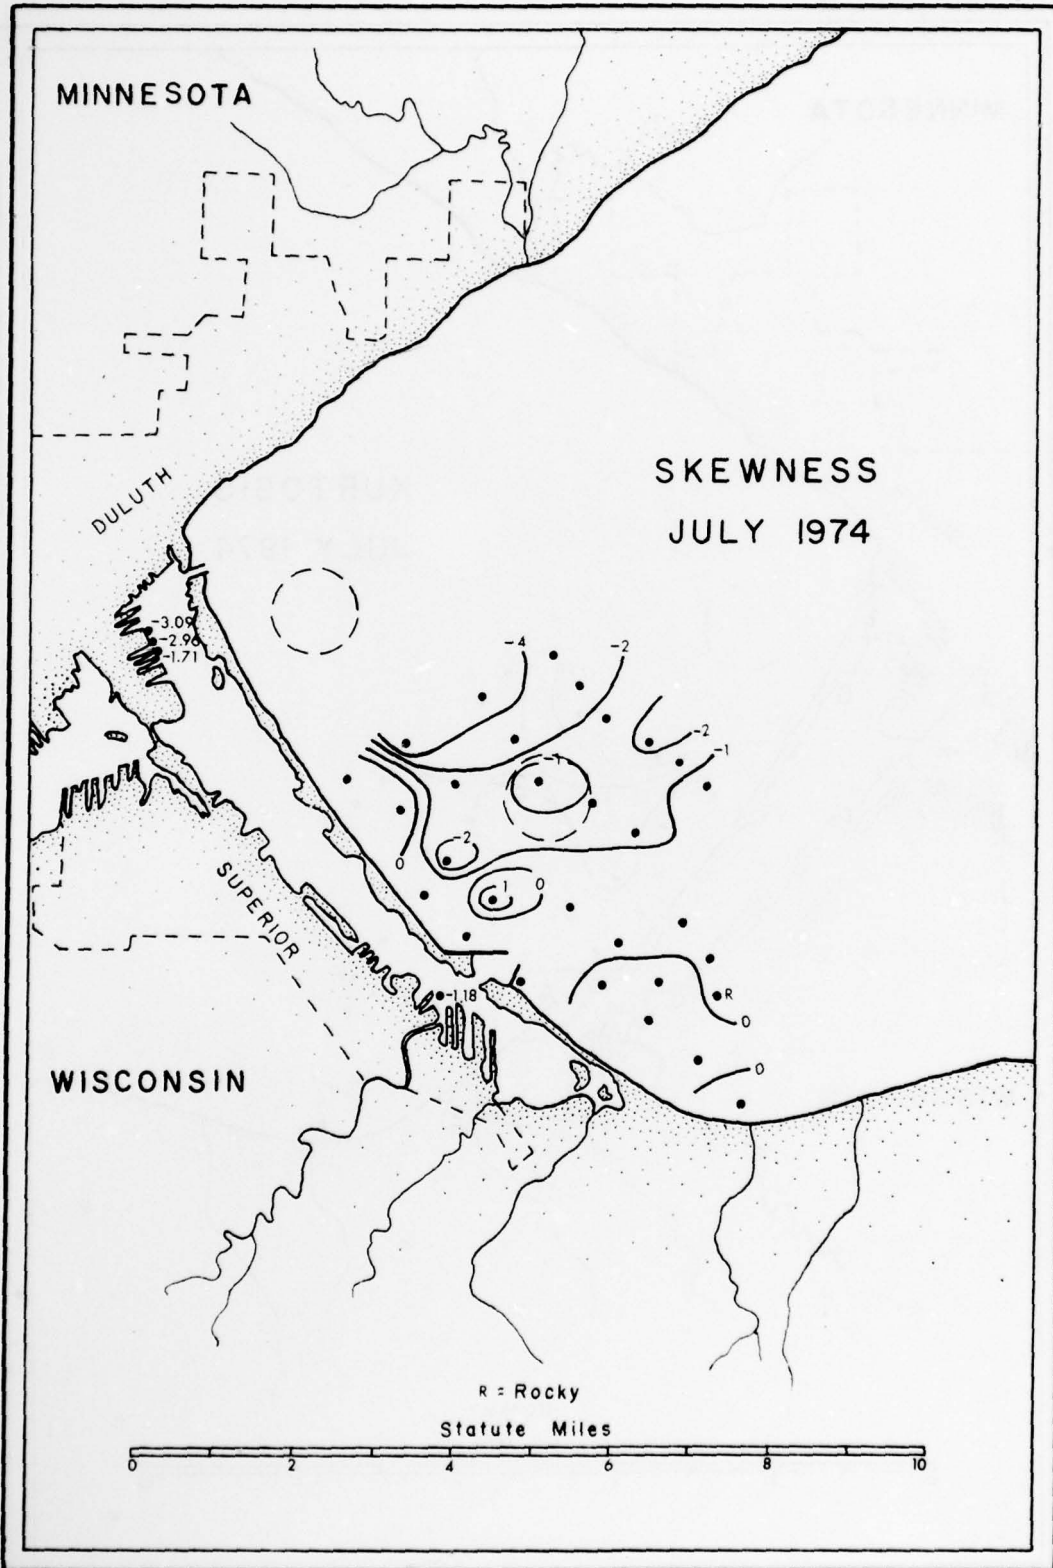 MINNESOTA
SKEWNESS
JULY 1974
DULUTH
-3.09
-2.96
-1.71
-4
-2
-2
-1
-2
0
1
0
SUPERIOR
-1.18
R
0
0
WISCONSIN
R = Rocky
Statute Miles
0 2 4 6 8 10